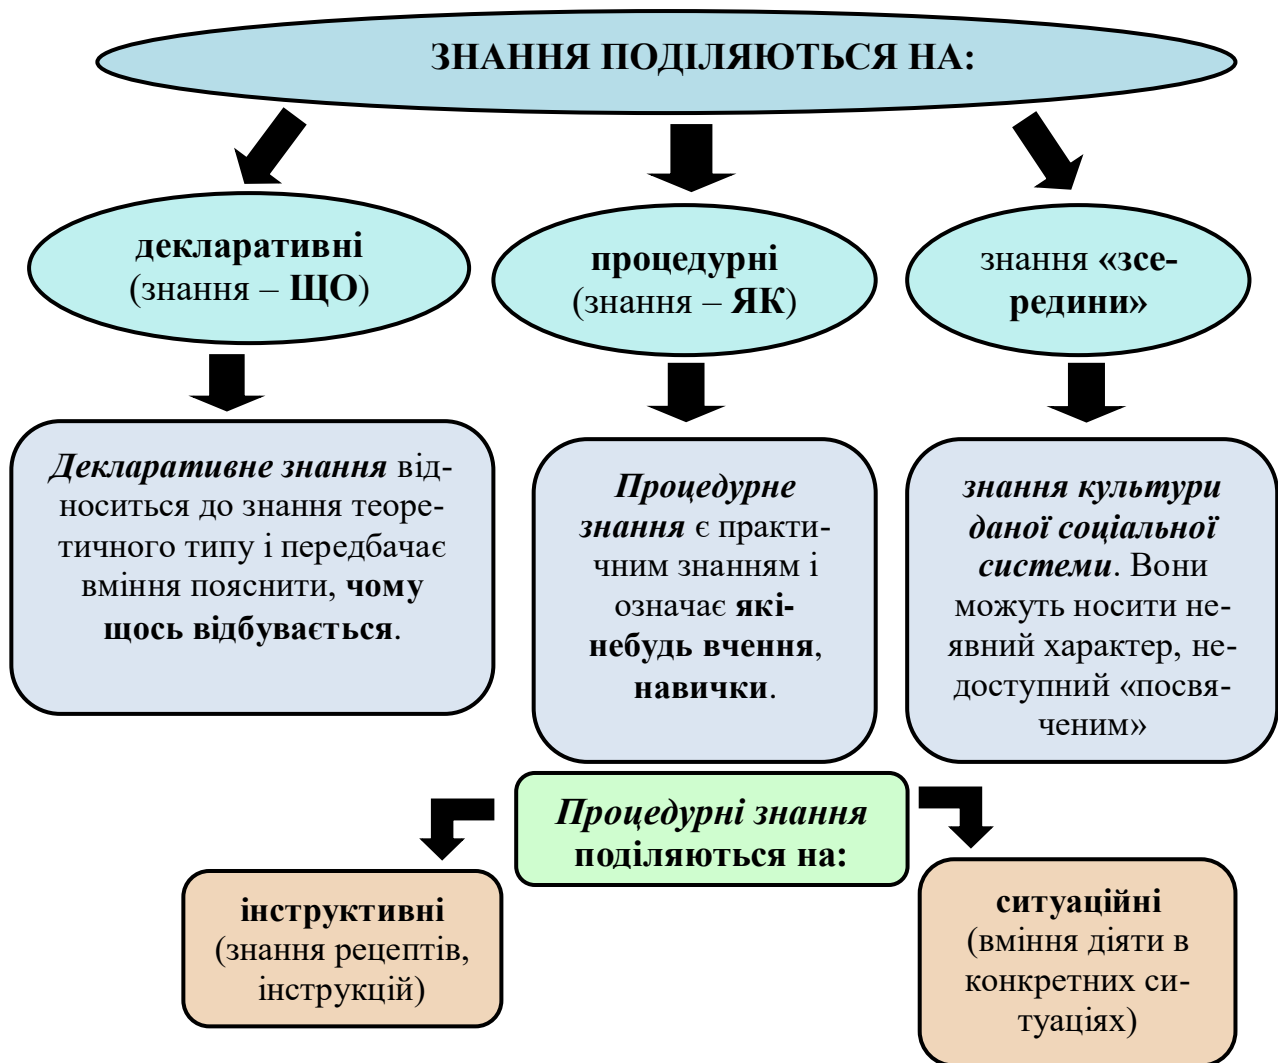 ЗНАННЯ ПОДІЛЯЮТЬСЯ НА:
декларативні
(знання – ЩО)
процедурні
(знання – ЯК)
знання «зсе-
редини»
Декларативне знання від-
носиться до знання теоре-
тичного типу і передбачає
вміння пояснити, чому
щось відбувається.
Процедурне
знання є практи-
чним знанням і
означає які-
небудь вчення,
навички.
знання культури
даної соціальної
системи. Вони
можуть носити не-
явний характер, не-
доступний «посвя-
ченим»
Процедурні знання
поділяються на:
інструктивні
(знання рецептів,
інструкцій)
ситуаційні
(вміння діяти в
конкретних си-
туаціях)